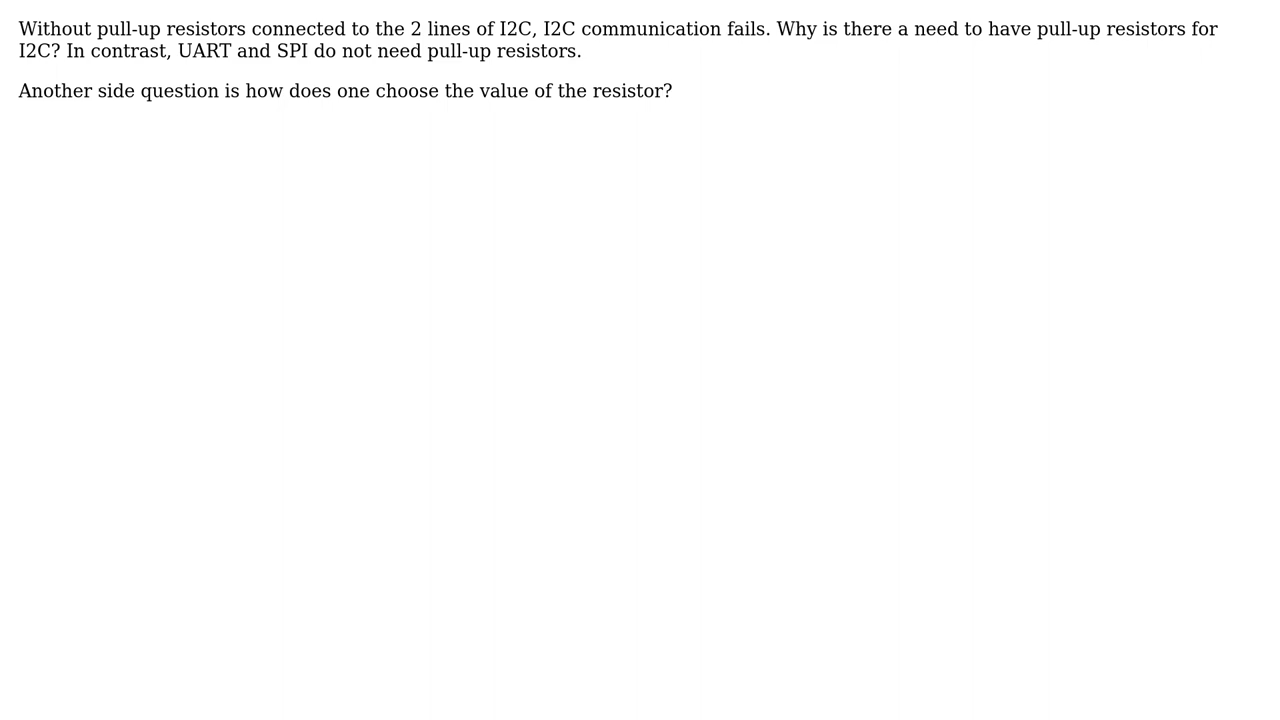 Without pull-up resistors connected to the 2 lines of I2C, I2C communication fails. Why is there a need to have pull-up resistors for
I2C? In contrast, UART and SPI do not need pull-up resistors.
Another side question is how does one choose the value of the resistor?